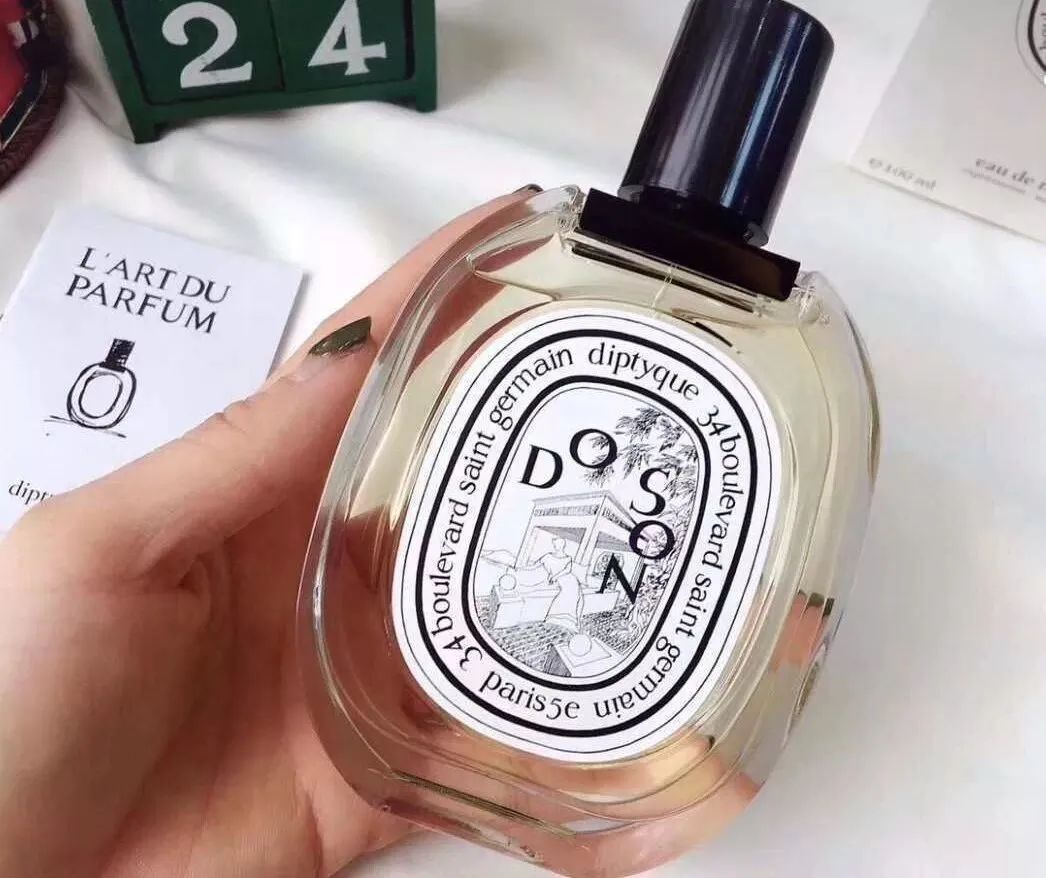 24
L'ART DU
PARFUM
diptyque 34 boulevard saint germain paris5e 34 boulevard saint germain
DO SON
100 ml
eau de